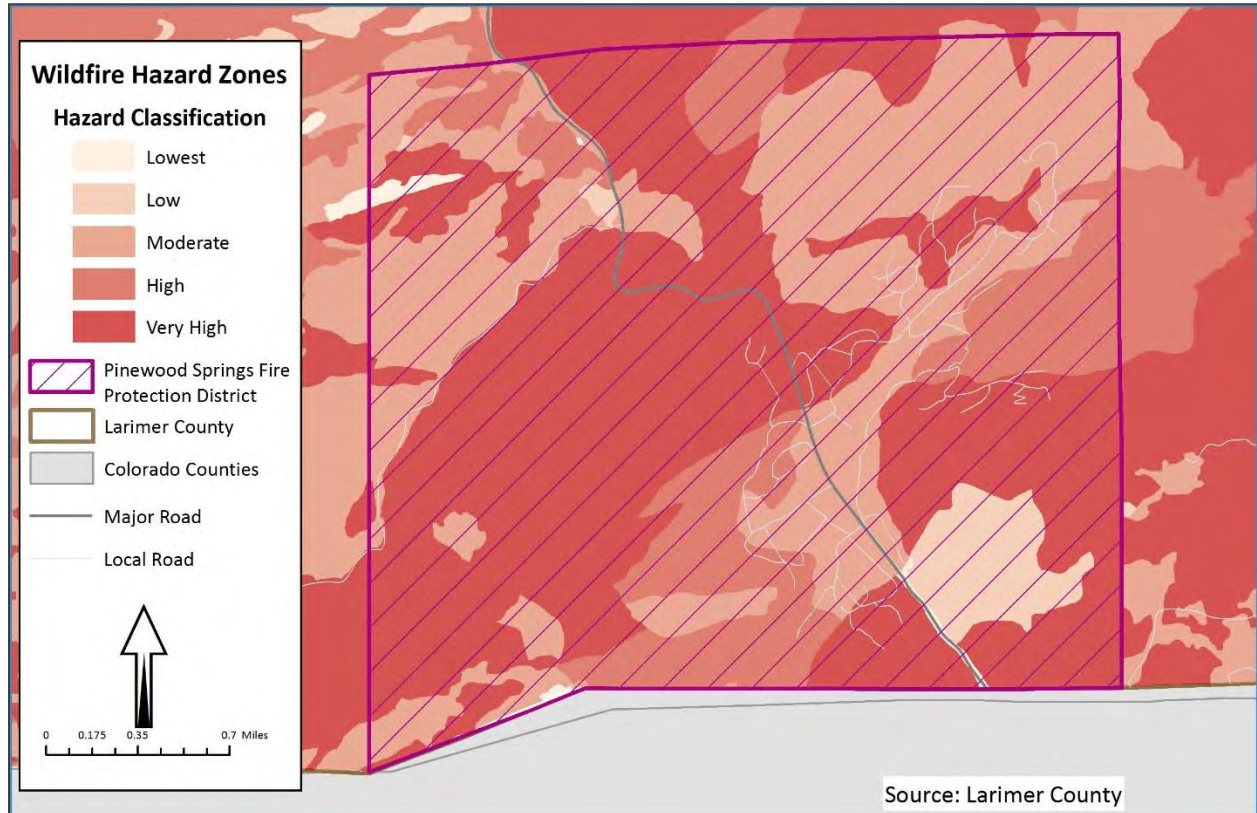 Wildfire Hazard Zones
Hazard Classification
Lowest
Low
Moderate
High
Very High
Pinewood Springs Fire
Protection District
Larimer County
Colorado Counties
Major Road
Local Road
0 0.175 0.35 0.7 Miles
Source: Larimer County